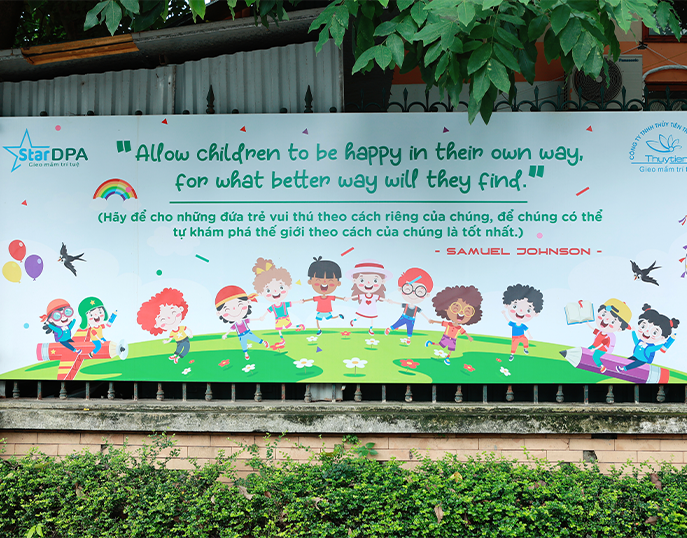 StarDPA
Gieo mầm trí tuệ
"Allow children to be happy in their own way,
for what better way will they find."
(Hãy để cho những đứa trẻ vui thú theo cách riêng của chúng, để chúng có thể
tự khám phá thế giới theo cách của chúng là tốt nhất.)
- SAMUEL JOHNSON -
CÔNG TY TNHH THỦY TIÊN
Thuytien
Gieo mầm trí
Panasonic